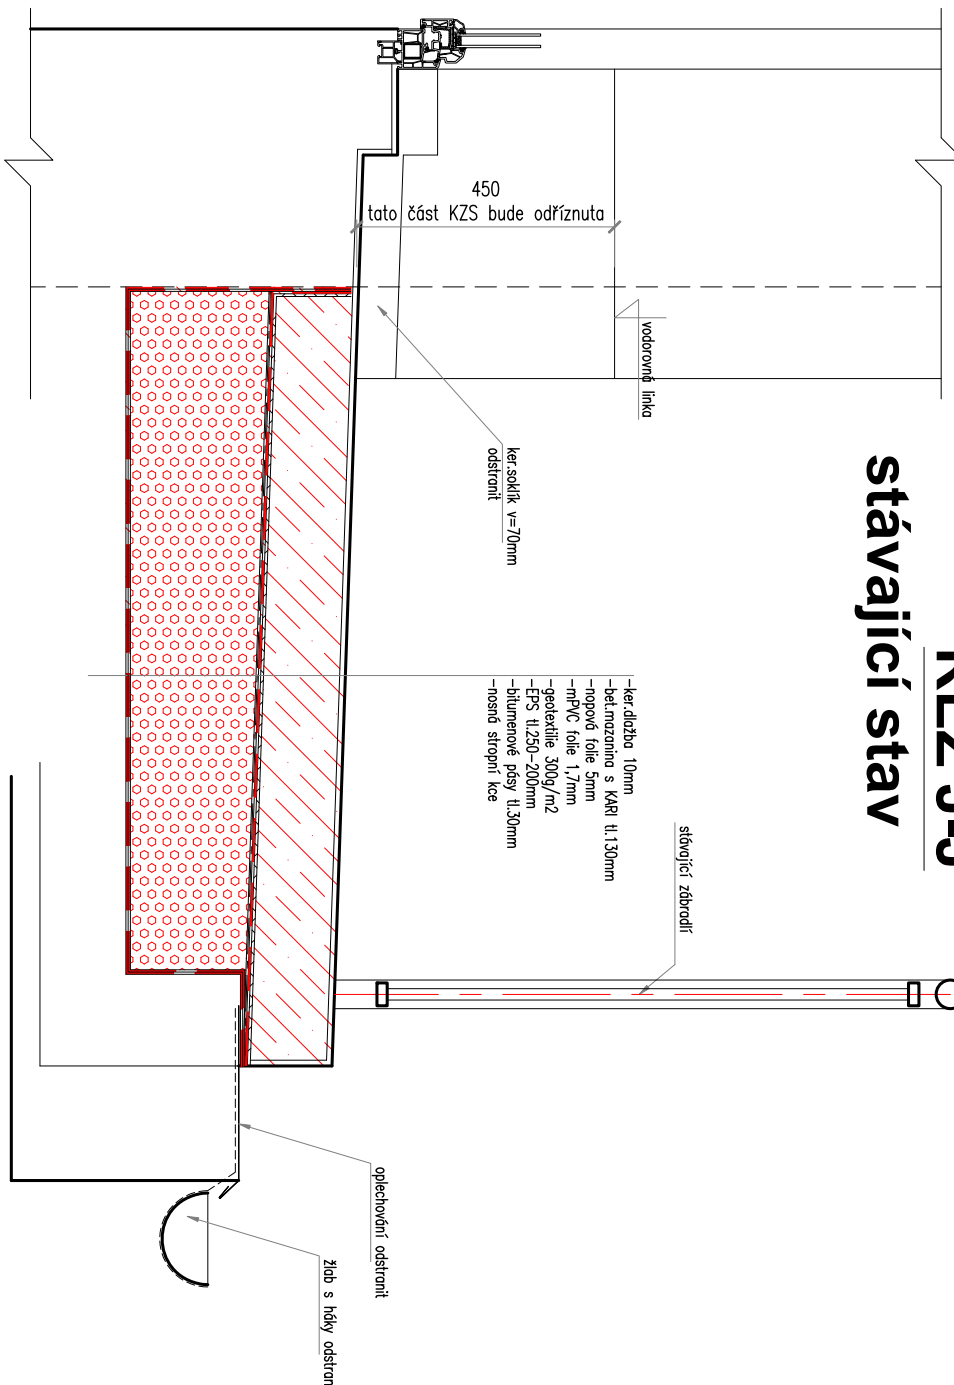 stávající stav
450
tato část KZS bude odříznuta
vodorovná linka
ker.soklík v=70mm
odstranit
-ker.dlažba 10mm
-bet.mazanina s KARI tl.130mm
-nopová folie 5mm
-mPVC folie 1,7mm
-geotextilie 300g/m2
-EPS tl.250-200mm
-bitumenové pásy tl.30mm
-nosná stropní kce
stávající zábradlí
oplechování odstranit
žlab s háky odstran